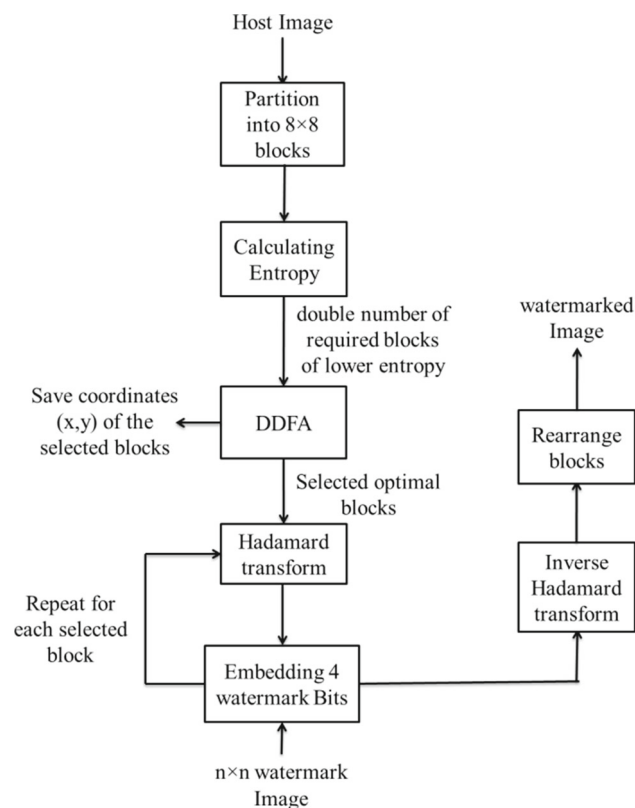 Host Image
Partition
into 8×8
blocks
Calculating
Entropy
double number of
required blocks
of lower entropy
DDFA
Save coordinates
(x,y) of the
selected blocks
Selected optimal
blocks
Hadamard
transform
Repeat for
each selected
block
Embedding 4
watermark Bits
n×n watermark
Image
Inverse
Hadamard
transform
Rearrange
blocks
watermarked
Image